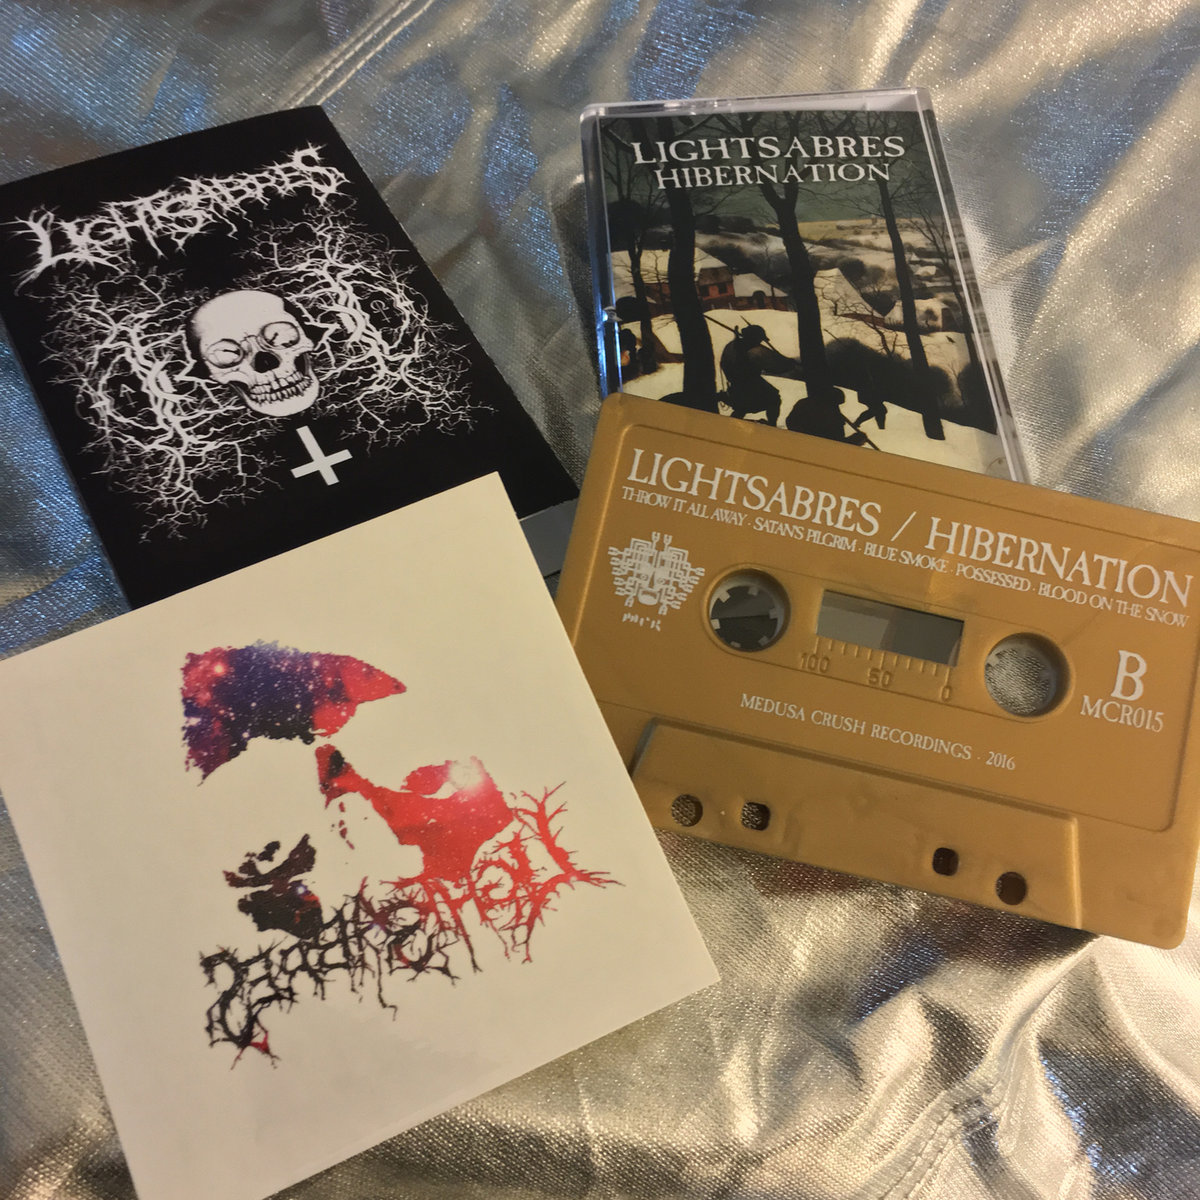 LIGHTSABRES
LIGHTSABRES
HIBERNATION
LIGHTSABRES / HIBERNATION
THROW IT ALL AWAY · SATAN'S PILGRIM · BLUE SMOKE · POSSESSED · BLOOD ON THE SNOW
100 50 0
B
MCR015
MEDUSA CRUSH RECORDINGS · 2016
LIGHTSABRES